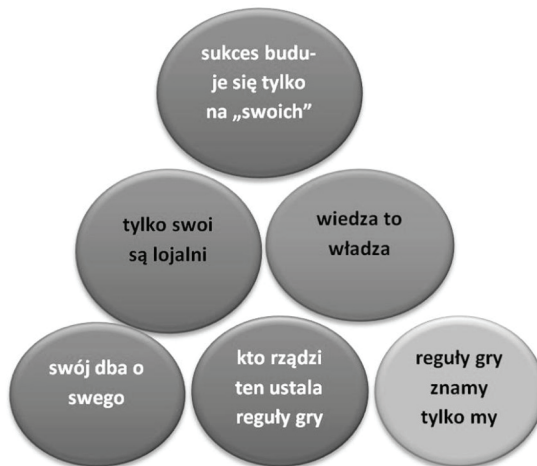 sukces budu-
je się tylko
na „swoich”
tylko swoi
są lojalni
wiedza to
władza
swój dba o
swego
kto rządzi
ten ustala
reguły gry
reguły gry
znamy
tylko my